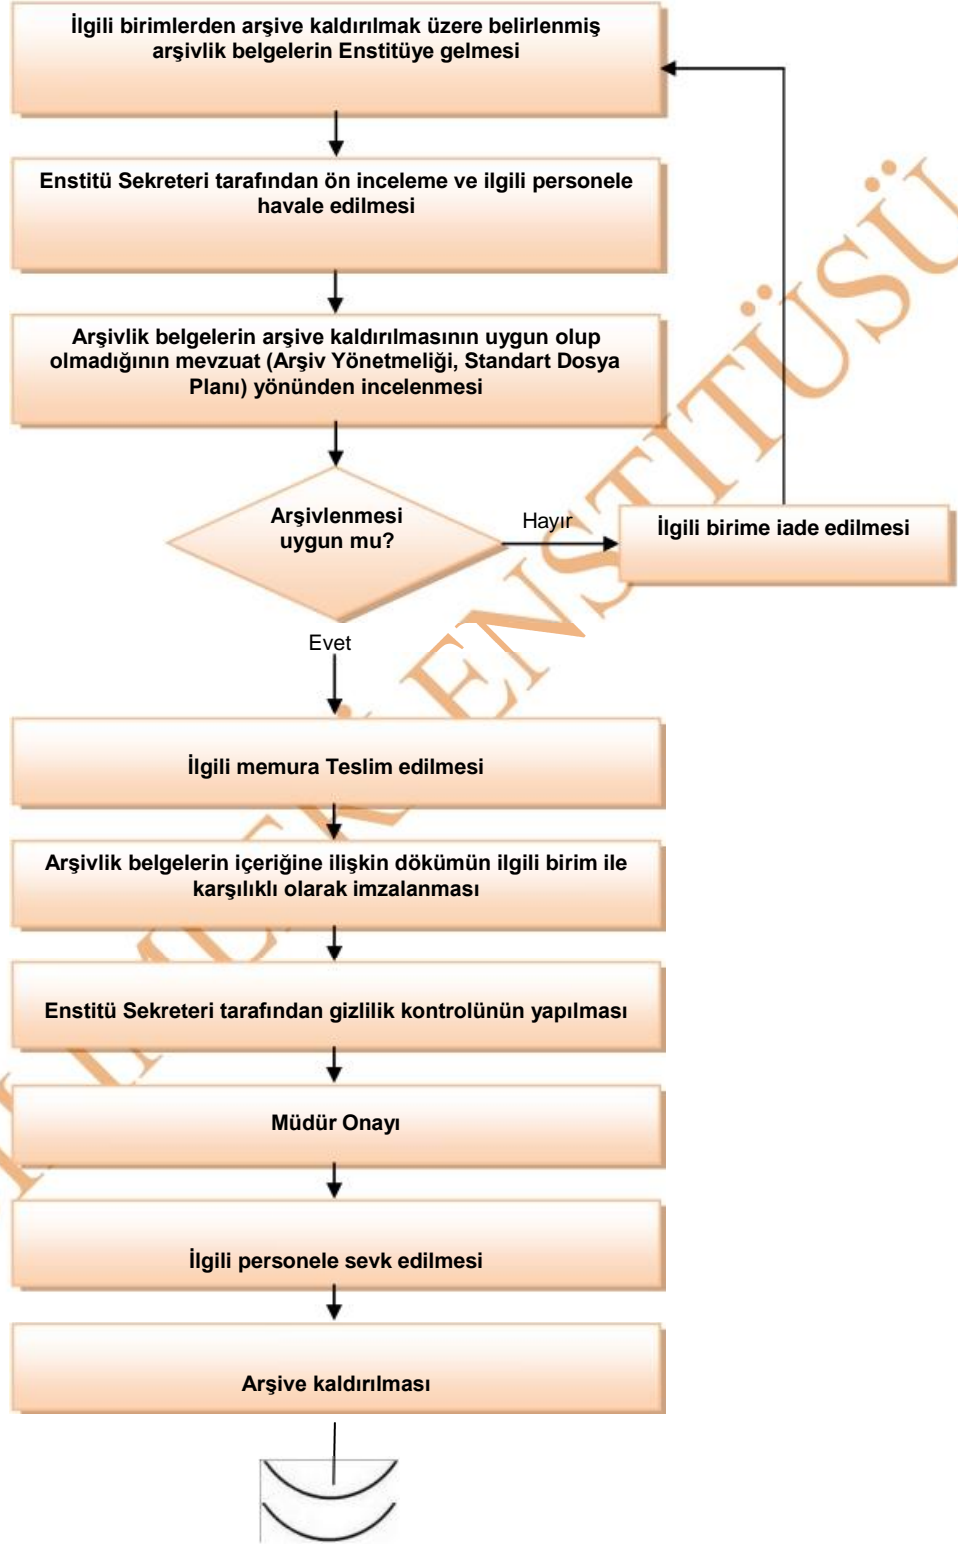 İlgili birimlerden arşive kaldırılmak üzere belirlenmiş
arşivlik belgelerin Enstitüye gelmesi
Enstitü Sekreteri tarafından ön inceleme ve ilgili personele
havale edilmesi
Arşivlik belgelerin arşive kaldırılmasının uygun olup
olmadığının mevzuat (Arşiv Yönetmeliği, Standart Dosya
Planı) yönünden incelenmesi
Arşivlenmesi
uygun mu?
Hayır
İlgili birime iade edilmesi
Evet
İlgili memura Teslim edilmesi
Arşivlik belgelerin içeriğine ilişkin dökümün ilgili birim ile
karşılıklı olarak imzalanması
Enstitü Sekreteri tarafından gizlilik kontrolünün yapılması
Müdür Onayı
İlgili personele sevk edilmesi
Arşive kaldırılması
ENSTİTÜSÜ